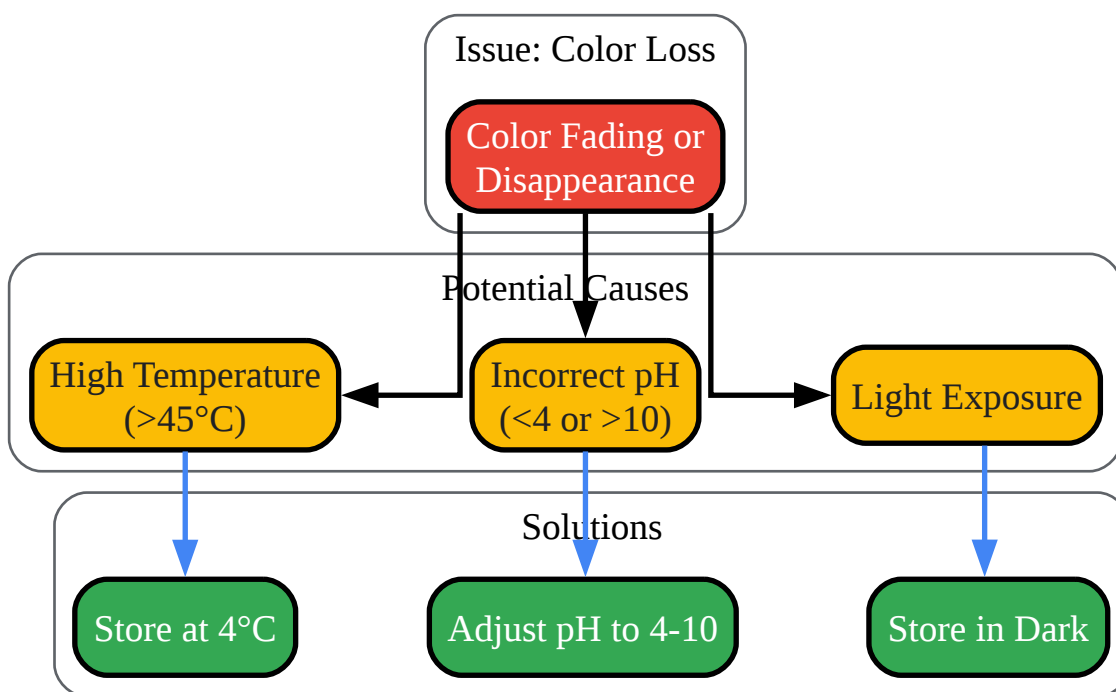 Issue: Color Loss
Color Fading or
Disappearance
Potential Causes
High Temperature
(>45°C)
Incorrect pH
(<4 or >10)
Light Exposure
Solutions
Store at 4°C
Adjust pH to 4-10
Store in Dark